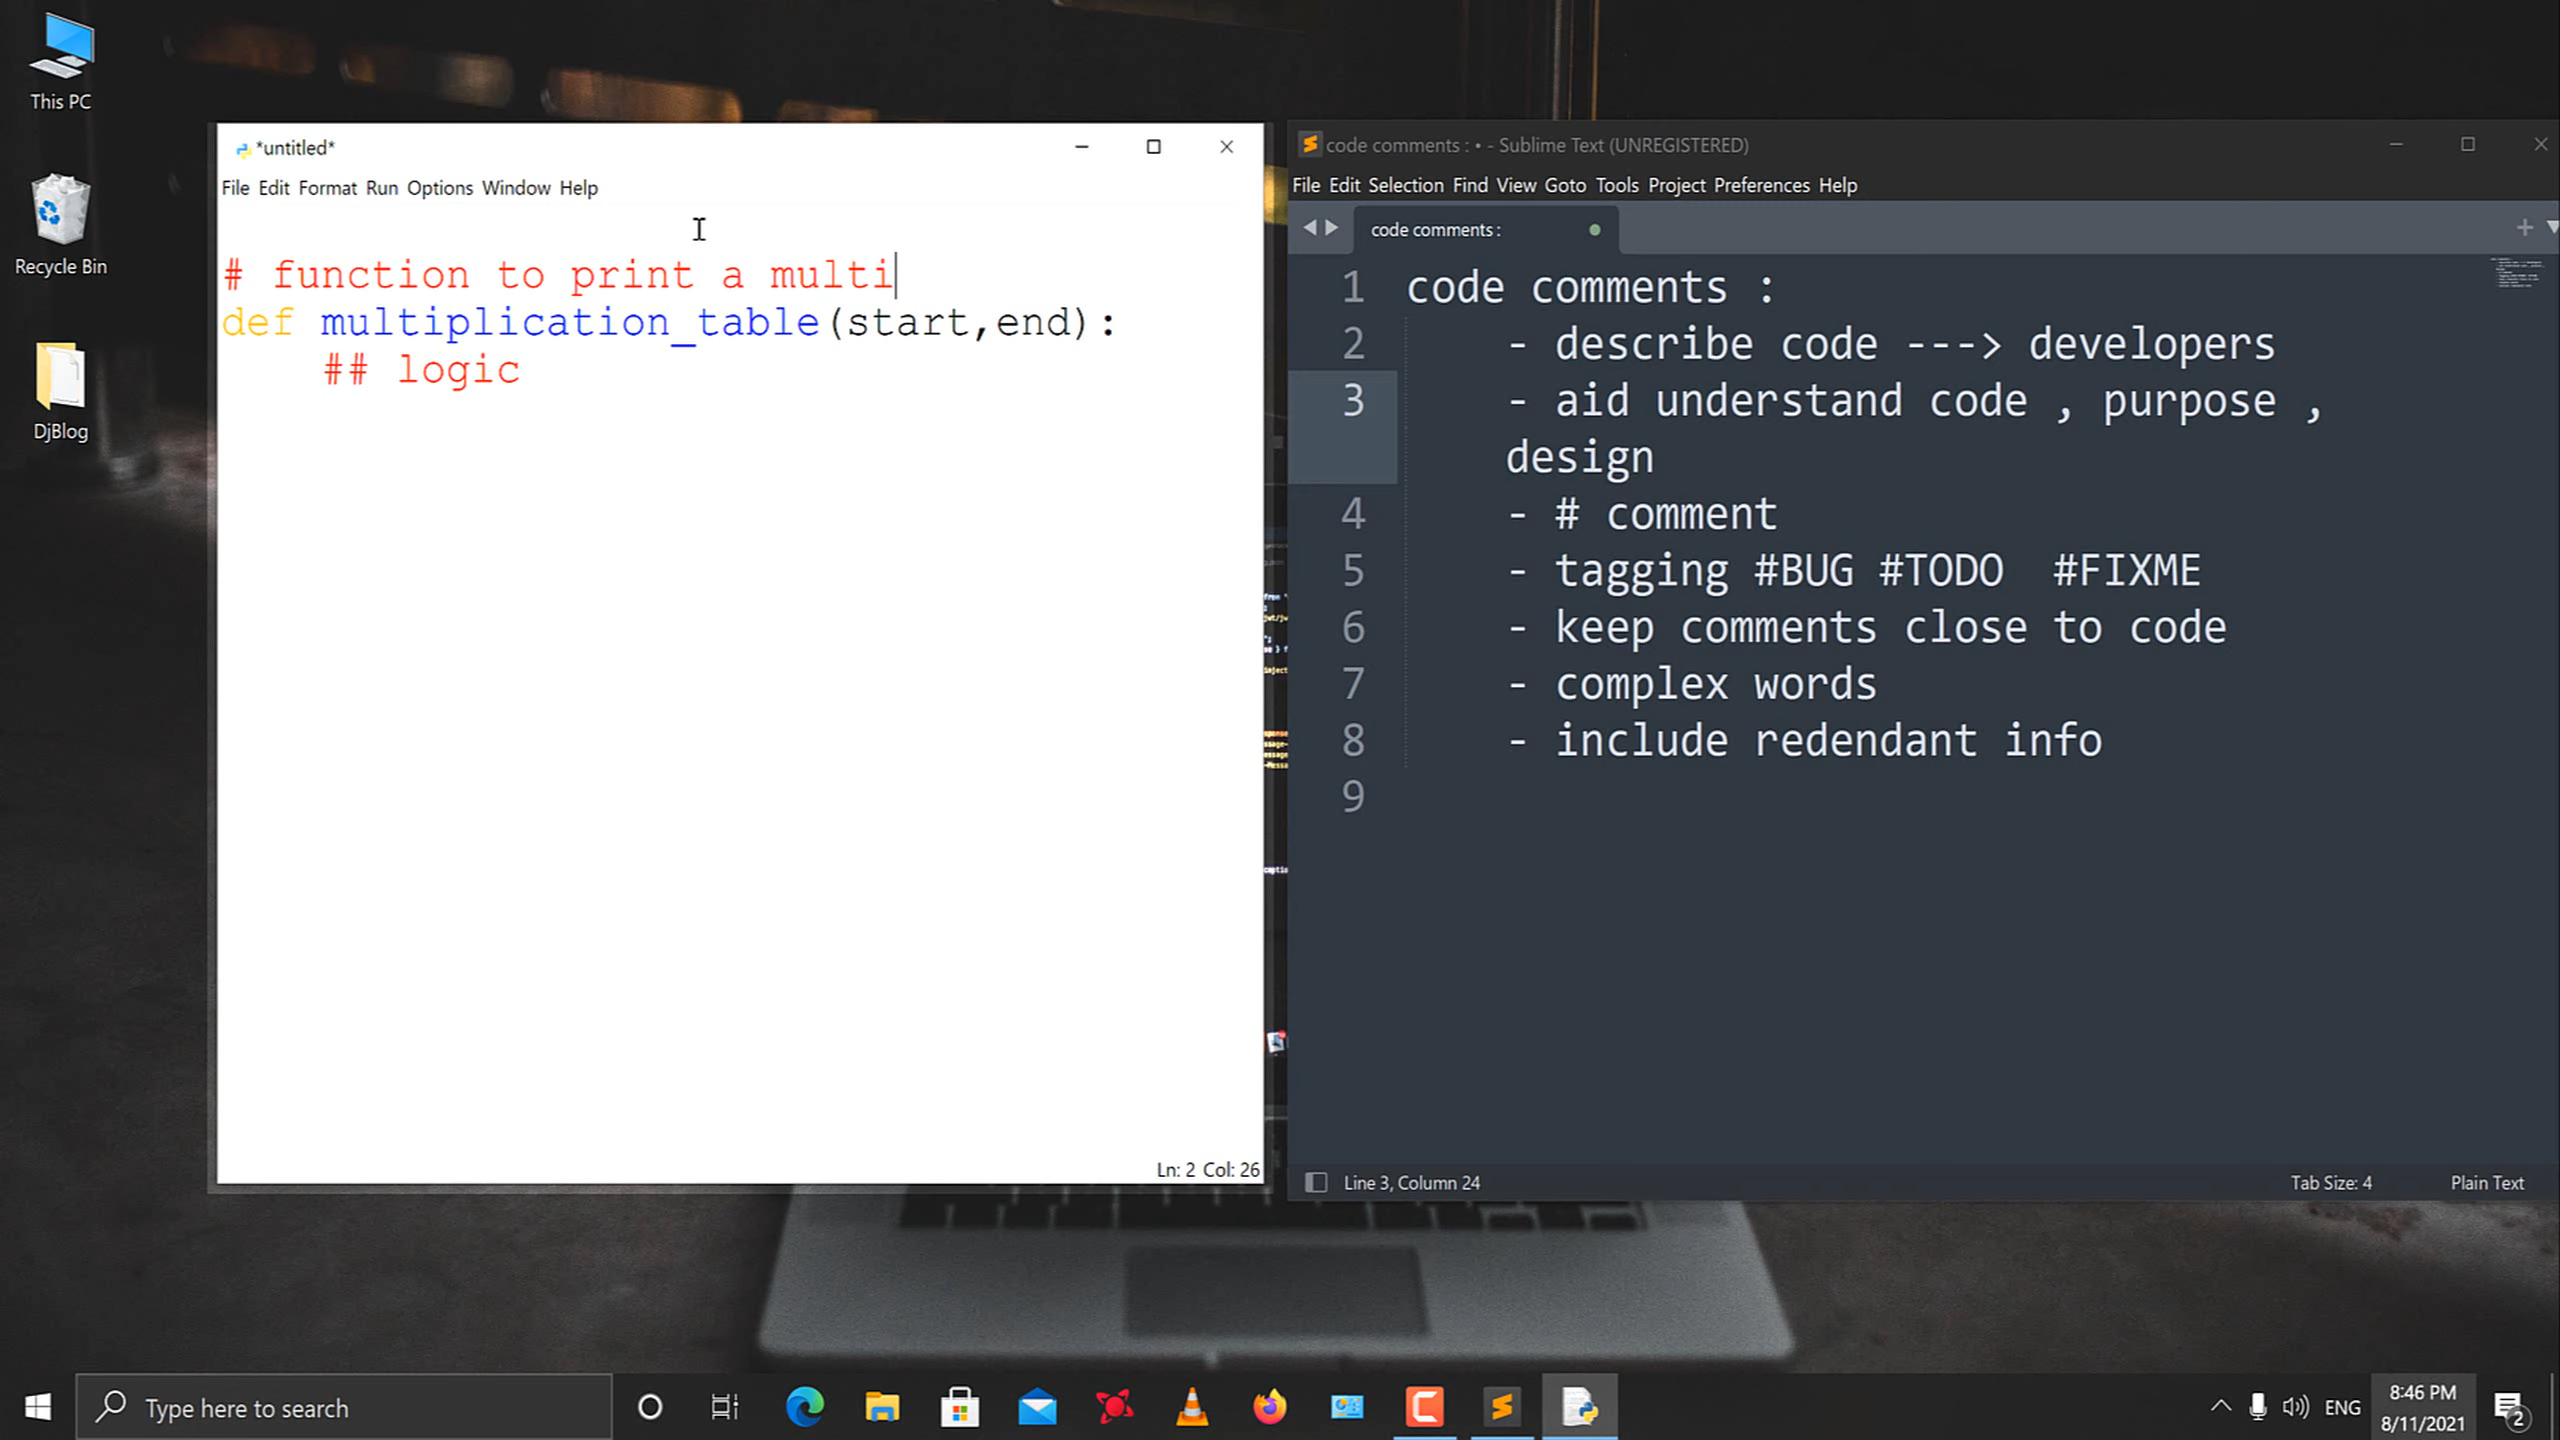 This PC
Recycle Bin
DjBlog
*untitled*
File Edit Format Run Options Window Help
# function to print a multi
def multiplication_table(start,end):
## logic
Ln: 2 Col: 26
code comments : • - Sublime Text (UNREGISTERED)
File Edit Selection Find View Goto Tools Project Preferences Help
code comments :
1 code comments :
2 - describe code ---> developers
3 - aid understand code , purpose ,
design
4 - # comment
5 - tagging #BUG #TODO #FIXME
6 - keep comments close to code
7 - complex words
8 - include redendant info
9
Line 3, Column 24
Tab Size: 4
Plain Text
Type here to search
ENG
8:46 PM
8/11/2021
2